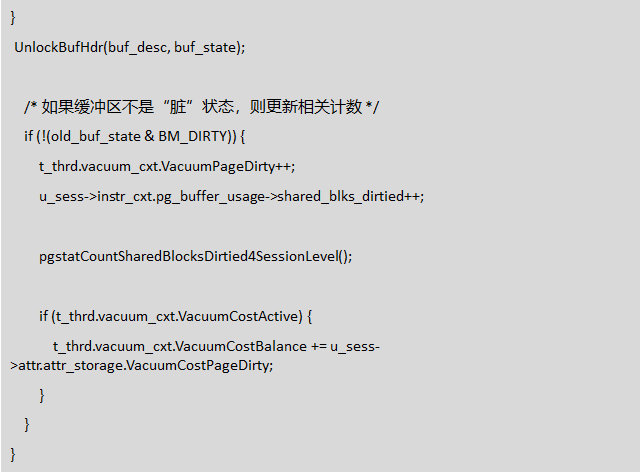 }
UnlockBufHdr(buf_desc, buf_state);
/* 如果缓冲区不是“脏”状态，则更新相关计数 */
if (!(old_buf_state & BM_DIRTY)) {
t_thrd.vacuum_cxt.VacuumPageDirty++;
u_sess->instr_cxt.pg_buffer_usage->shared_blks_dirtied++;
pgstatCountSharedBlocksDirtied4SessionLevel();
if (t_thrd.vacuum_cxt.VacuumCostActive) {
t_thrd.vacuum_cxt.VacuumCostBalance += u_sess-
>attr.attr_storage.VacuumCostPageDirty;
}
}
}